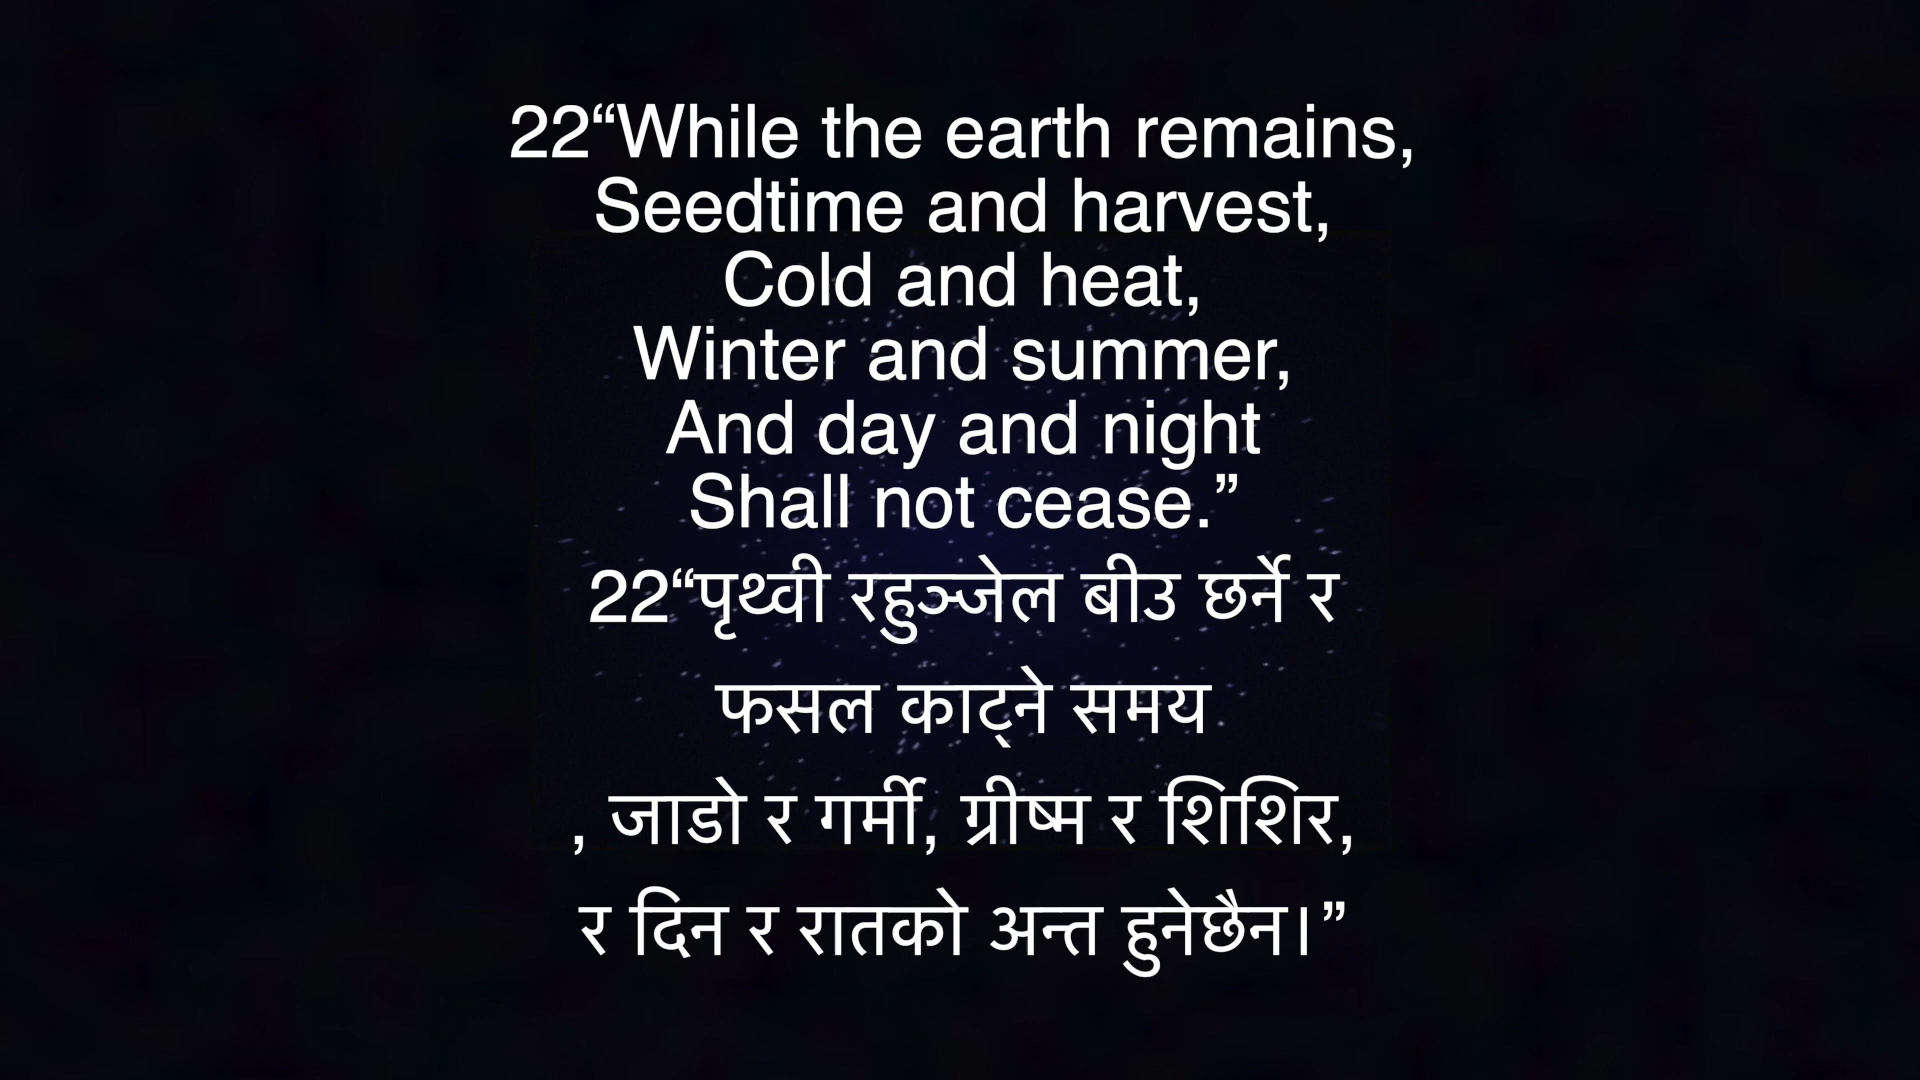 22“While the earth remains,
Seedtime and harvest,
Cold and heat,
Winter and summer,
And day and night
Shall not cease.”
22“पृथ्वी रहुञ्जेल बीउ छर्ने र
फसल काट्ने समय
, जाडो र गर्मी, ग्रीष्म र शिशिर,
र दिन र रातको अन्त हुनेछैन।”